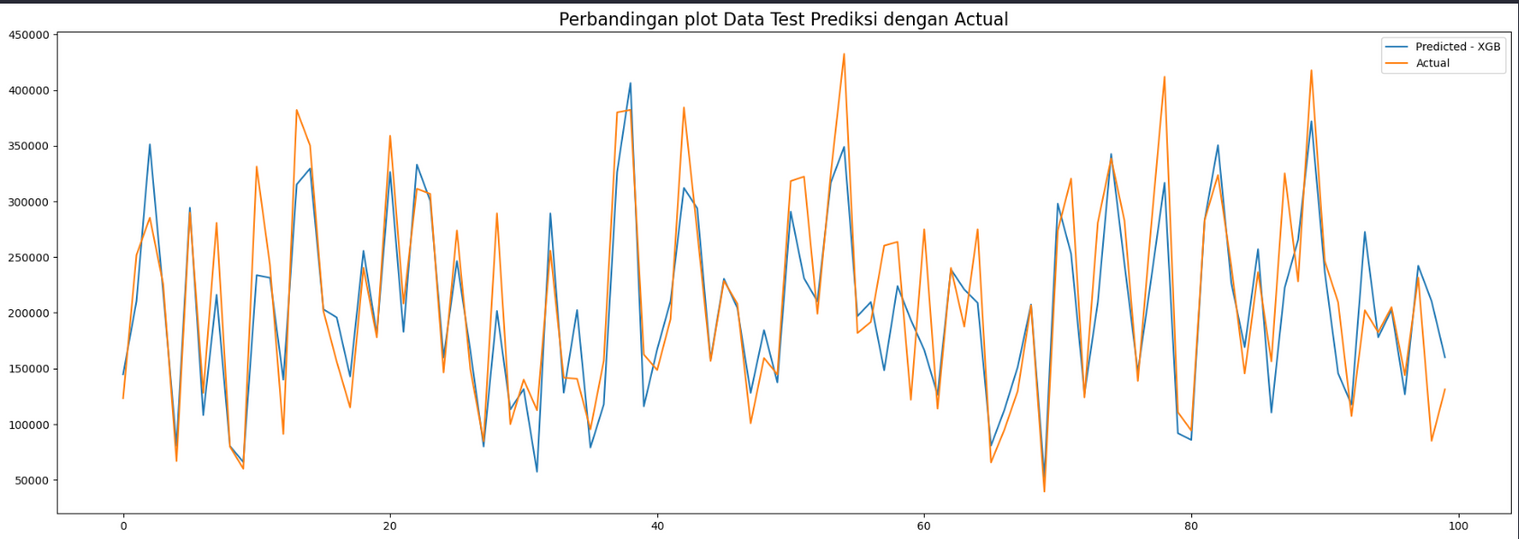 Perbandingan plot Data Test Prediksi dengan Actual
450000
400000
350000
300000
250000
200000
150000
100000
50000
Predicted - XGB
Actual
0 20 40 60 80 100